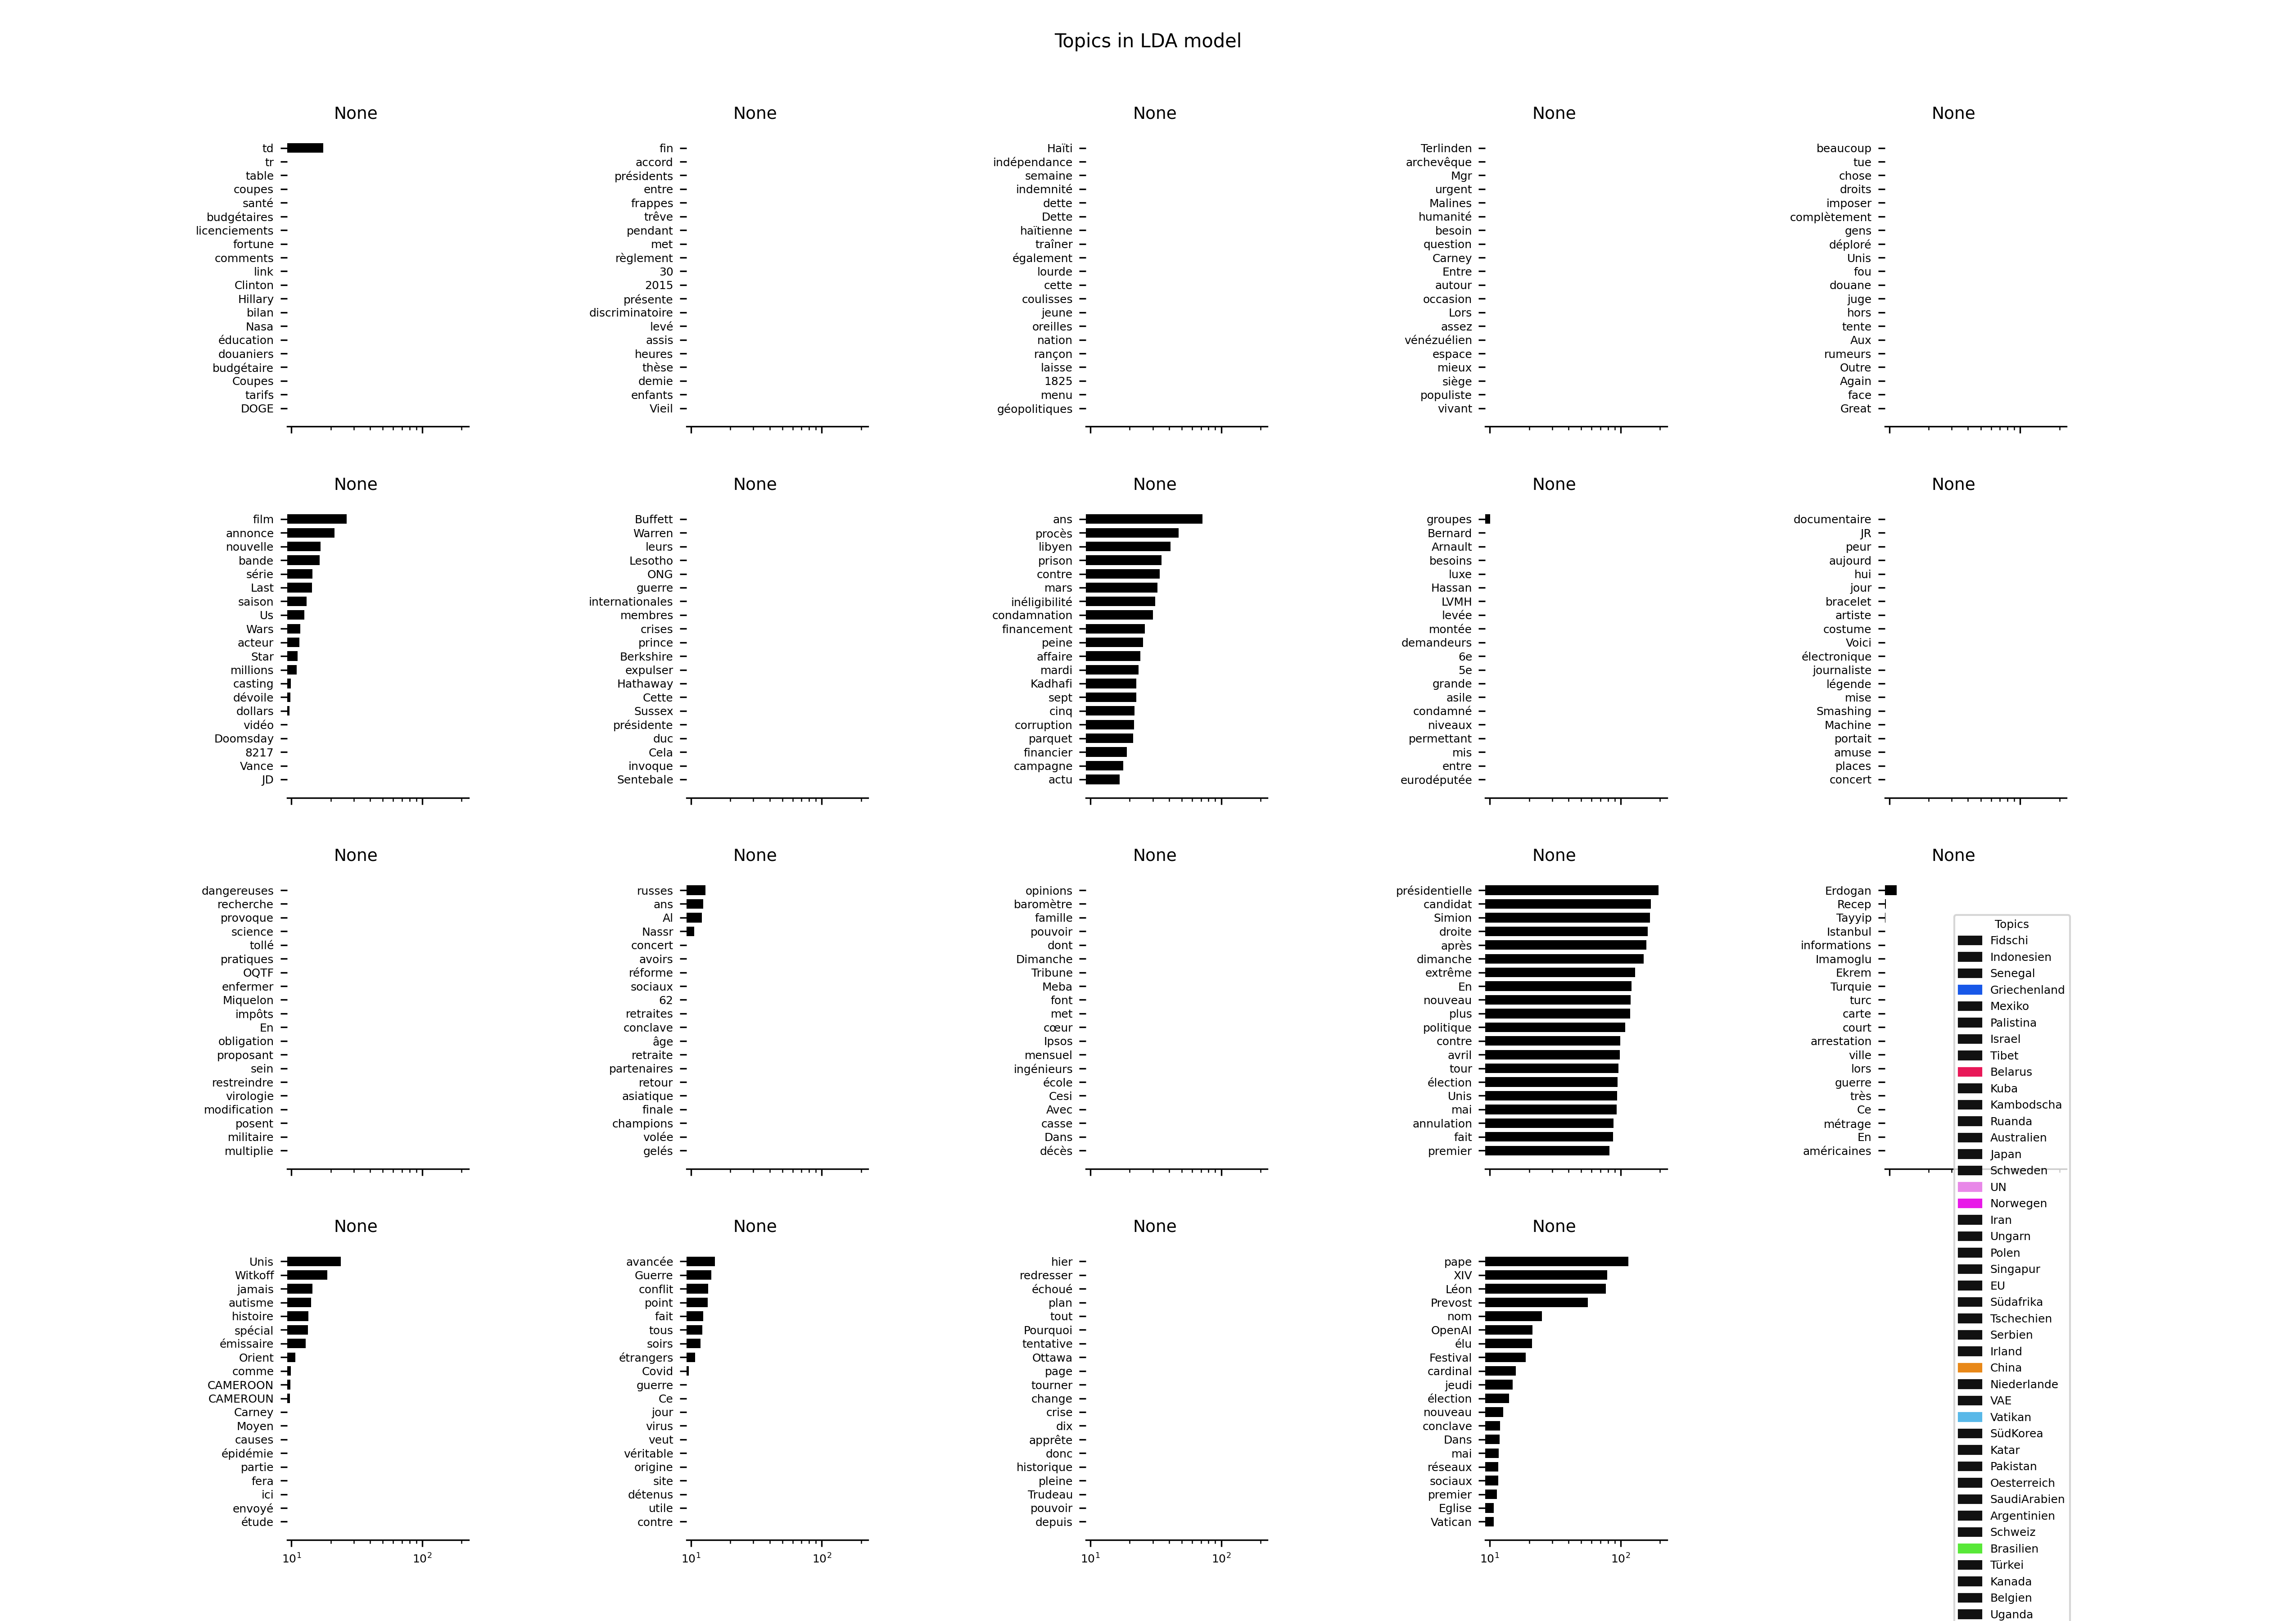 Topics in LDA model
None
td
tr
table
coupes
santé
budgétaires
licenciements
fortune
comments
link
Clinton
Hillary
bilan
Nasa
éducation
douaniers
budgétaire
Coupes
tarifs
DOGE
None
fin
accord
présidents
entre
frappes
trêve
pendant
met
règlement
30
2015
présente
discriminatoire
levé
assis
heures
thèse
demie
enfants
Vieil
None
Haïti
indépendance
semaine
indemnité
dette
Dette
haïtienne
traîner
également
lourde
cette
coulisses
jeune
oreilles
nation
rançon
laisse
1825
menu
géopolitiques
None
Terlinden
archevêque
Mgr
urgent
Malines
humanité
besoin
question
Carney
Entre
autour
occasion
Lors
assez
vénézuélien
espace
mieux
siège
populiste
vivant
None
beaucoup
tue
chose
droits
imposer
complètement
gens
déploré
Unis
fou
douane
juge
hors
tente
Aux
rumeurs
Outre
Again
face
Great
None
film
annonce
nouvelle
bande
série
Last
saison
Us
Wars
acteur
Star
millions
casting
dévoile
dollars
vidéo
Doomsday
8217
Vance
JD
None
Buffett
Warren
leurs
Lesotho
ONG
guerre
internationales
membres
crises
prince
Berkshire
expulser
Hathaway
Cette
Sussex
présidente
duc
Cela
invoque
Sentebale
None
ans
procès
libyen
prison
contre
mars
inéligibilité
condamnation
financement
peine
affaire
mardi
Kadhafi
sept
cinq
corruption
parquet
financier
campagne
actu
None
groupes
Bernard
Arnault
besoins
luxe
Hassan
LVMH
levée
montée
demandeurs
6e
5e
grande
asile
condamné
niveaux
permettant
mis
entre
eurodéputée
None
documentaire
JR
peur
aujourd
hui
jour
bracelet
artiste
costume
Voici
électronique
journaliste
légende
mise
Smashing
Machine
portait
amuse
places
concert
None
dangereuses
recherche
provoque
science
tollé
pratiques
OQTF
enfermer
Miquelon
impôts
En
obligation
proposant
sein
restreindre
virologie
modification
posent
militaire
multiplie
None
russes
ans
Al
Nassr
concert
avoirs
réforme
sociaux
62
retraites
conclave
âge
retraite
partenaires
retour
asiatique
finale
champions
volée
gelés
None
opinions
baromètre
famille
pouvoir
dont
Dimanche
Tribune
Meba
font
met
cœur
Ipsos
mensuel
ingénieurs
école
Cesi
Avec
casse
Dans
décès
None
présidentielle
candidat
Simion
droite
après
dimanche
extrême
En
nouveau
plus
politique
contre
avril
tour
élection
Unis
mai
annulation
fait
premier
None
Erdogan
Recep
Tayyip
Istanbul
informations
Imamoglu
Ekrem
Turquie
turc
carte
court
arrestation
ville
lors
guerre
très
Ce
métrage
En
américaines
None
Unis
Witkoff
jamais
autisme
histoire
spécial
émissaire
Orient
comme
CAMEROON
CAMEROUN
Carney
Moyen
causes
épidémie
partie
fera
ici
envoyé
étude
10¹ 10²
None
avancée
Guerre
conflit
point
fait
tous
soirs
étrangers
Covid
guerre
Ce
jour
virus
veut
véritable
origine
site
détenus
utile
contre
10¹ 10²
None
hier
redresser
échoué
plan
tout
Pourquoi
tentative
Ottawa
page
tourner
change
crise
dix
apprête
donc
historique
pleine
Trudeau
pouvoir
depuis
10¹ 10²
None
pape
XIV
Léon
Prevost
nom
OpenAI
élu
Festival
cardinal
jeudi
élection
nouveau
conclave
Dans
mai
réseaux
sociaux
premier
Eglise
Vatican
10¹ 10²
Topics
Fidschi
Indonesien
Senegal
Griechenland
Mexiko
Palistina
Israel
Tibet
Belarus
Kuba
Kambodscha
Ruanda
Australien
Japan
Schweden
UN
Norwegen
Iran
Ungarn
Polen
Singapur
EU
Südafrika
Tschechien
Serbien
Irland
China
Niederlande
VAE
Vatikan
SüdKorea
Katar
Pakistan
Oesterreich
SaudiArabien
Argentinien
Schweiz
Brasilien
Türkei
Kanada
Belgien
Uganda